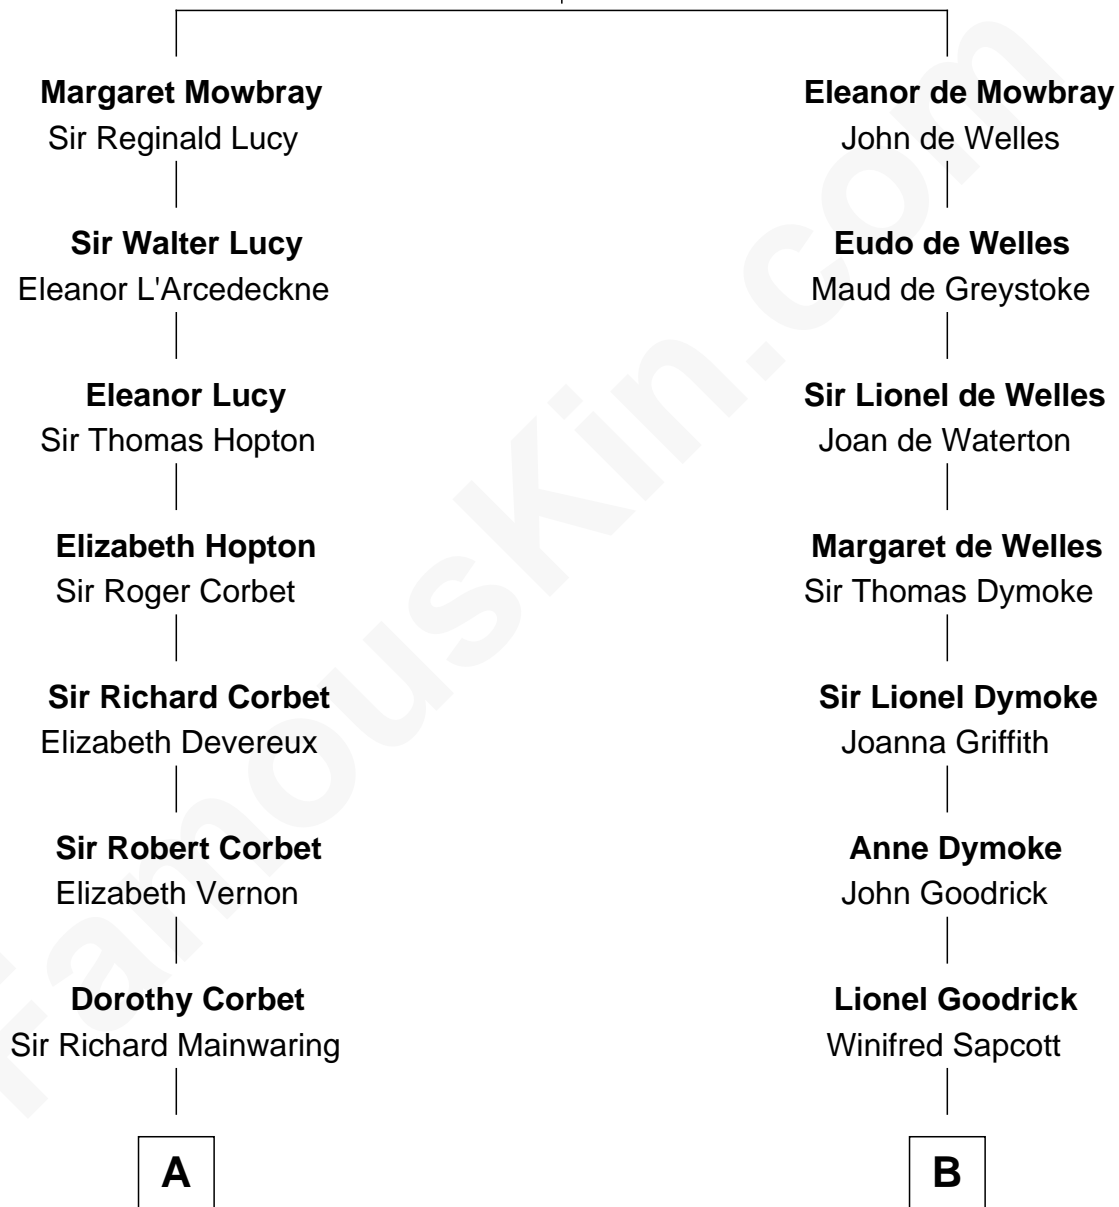 Margaret Mowbray
Sir Reginald Lucy
Sir Walter Lucy
Eleanor L'Arcedeckne
Eleanor Lucy
Sir Thomas Hopton
Elizabeth Hopton
Sir Roger Corbet
Sir Richard Corbet
Elizabeth Devereux
Sir Robert Corbet
Elizabeth Vernon
Dorothy Corbet
Sir Richard Mainwaring
A
Eleanor de Mowbray
John de Welles
Eudo de Welles
Maud de Greystoke
Sir Lionel de Welles
Joan de Waterton
Margaret de Welles
Sir Thomas Dymoke
Sir Lionel Dymoke
Joanna Griffith
Anne Dymoke
John Goodrick
Lionel Goodrick
Winifred Sapcott
B
FamousKin.com